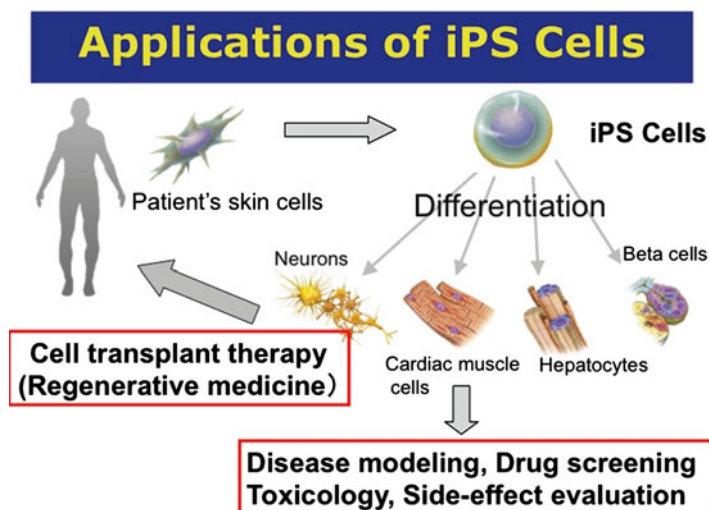 Applications of iPS Cells
iPS Cells
Patient's skin cells
Differentiation
Neurons
Beta cells
Cardiac muscle
cells
Hepatocytes
Cell transplant therapy
(Regenerative medicine）
Disease modeling, Drug screening
Toxicology, Side-effect evaluation